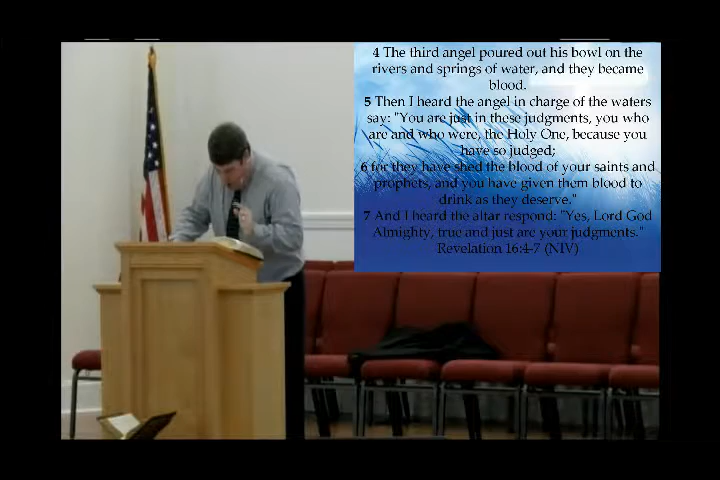 4 The third angel poured out his bowl on the
rivers and springs of water, and they became
blood.
5 Then I heard the angel in charge of the waters
say: "You are just in these judgments, you who
are and who were, the Holy One, because you
have so judged;
6 for they have shed the blood of your saints and
prophets, and you have given them blood to
drink as they deserve."
7 And I heard the altar respond: "Yes, Lord God
Almighty, true and just are your judgments."
Revelation 16:4-7 (NIV)